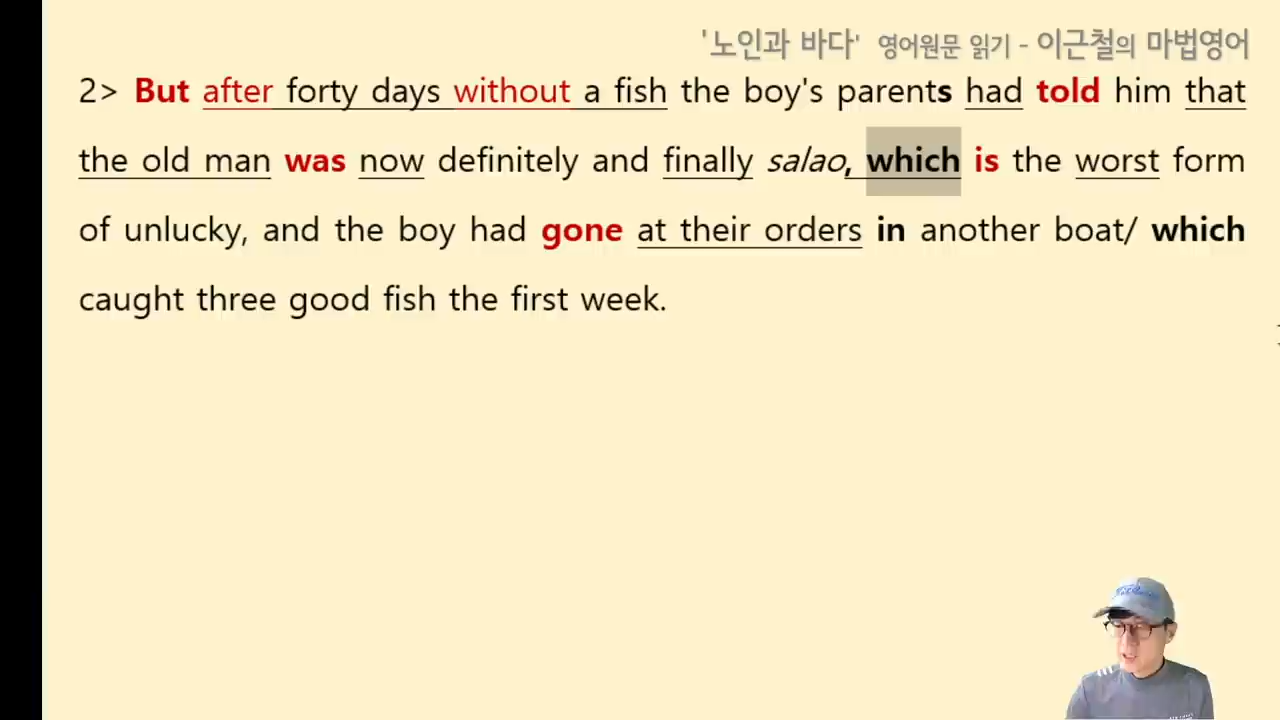 '노인과 바다' 영어원문 읽기 - 이근철의 마법영어
2> But after forty days without a fish the boy's parents had told him that
the old man was now definitely and finally salao, which is the worst form
of unlucky, and the boy had gone at their orders in another boat/ which
caught three good fish the first week.